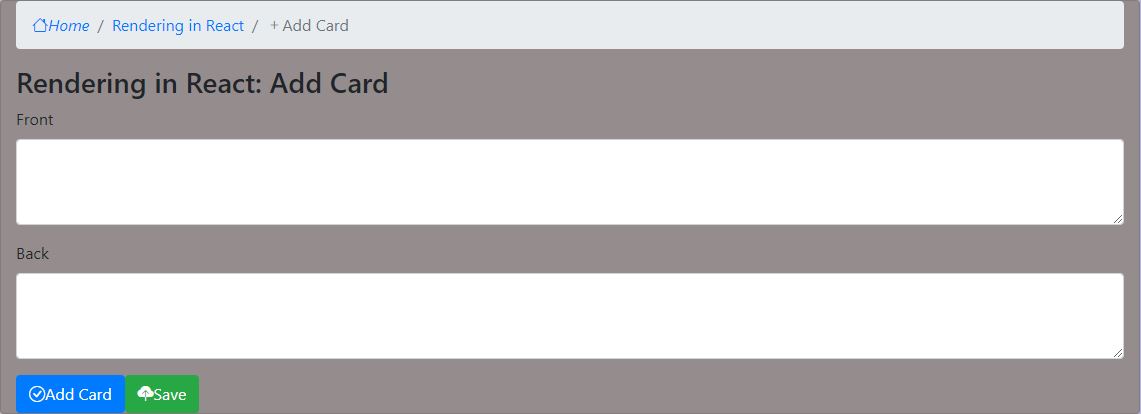 Home / Rendering in React / + Add Card
Rendering in React: Add Card
Front
Back
Add Card Save